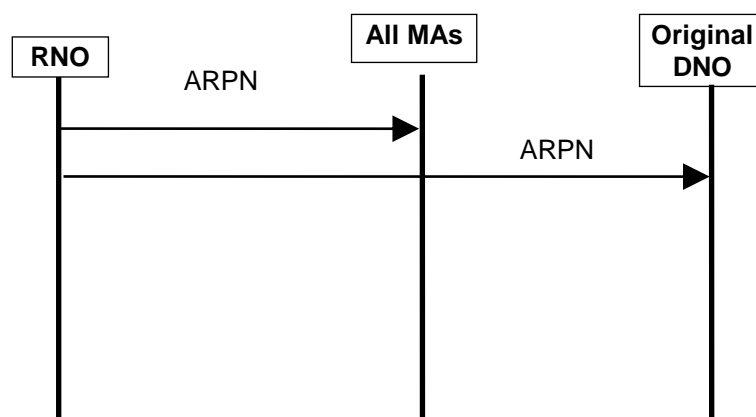 RNO
All MAs
Original
DNO
ARPN
ARPN